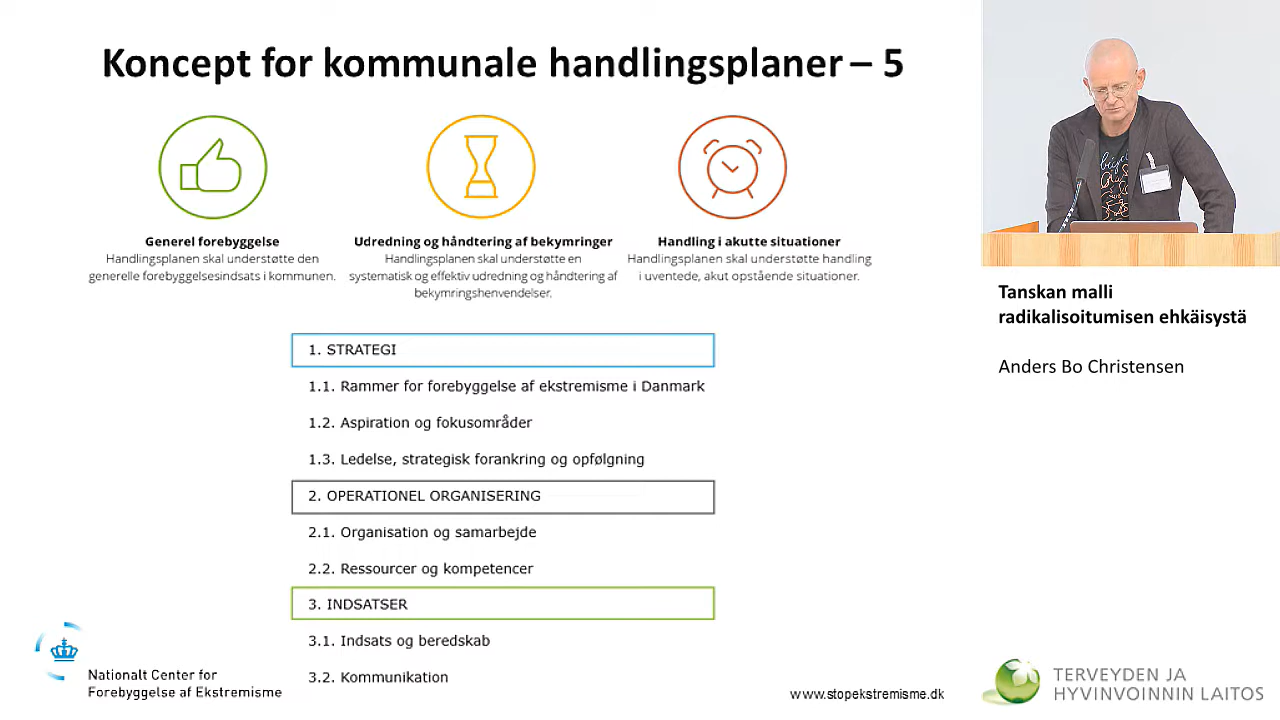 Koncept for kommunale handlingsplaner – 5
Generel forebyggelse
Handlingsplanen skal understøtte den
generelle forebyggelsesindsats i kommunen.
Udredning og håndtering af bekymringer
Handlingsplanen skal understøtte en
systematisk og effektiv udredning og håndtering af
bekymringshenvendelser.
Handling i akutte situationer
Handlingsplanen skal understøtte handling
i uventede, akut opstående situationer.
1. STRATEGI
1.1. Rammer for forebyggelse af ekstremisme i Danmark
1.2. Aspiration og fokusområder
1.3. Ledelse, strategisk forankring og opfølgning
2. OPERATIONEL ORGANISERING
2.1. Organisation og samarbejde
2.2. Ressourcer og kompetencer
3. INDSATSER
3.1. Indsats og beredskab
3.2. Kommunikation
Nationalt Center for
Forebyggelse af Ekstremisme
www.stopekstremisme.dk
Tanskan malli
radikalisoitumisen ehkäisystä
Anders Bo Christensen
TERVEYDEN JA
HYVINVOINNIN LAITOS